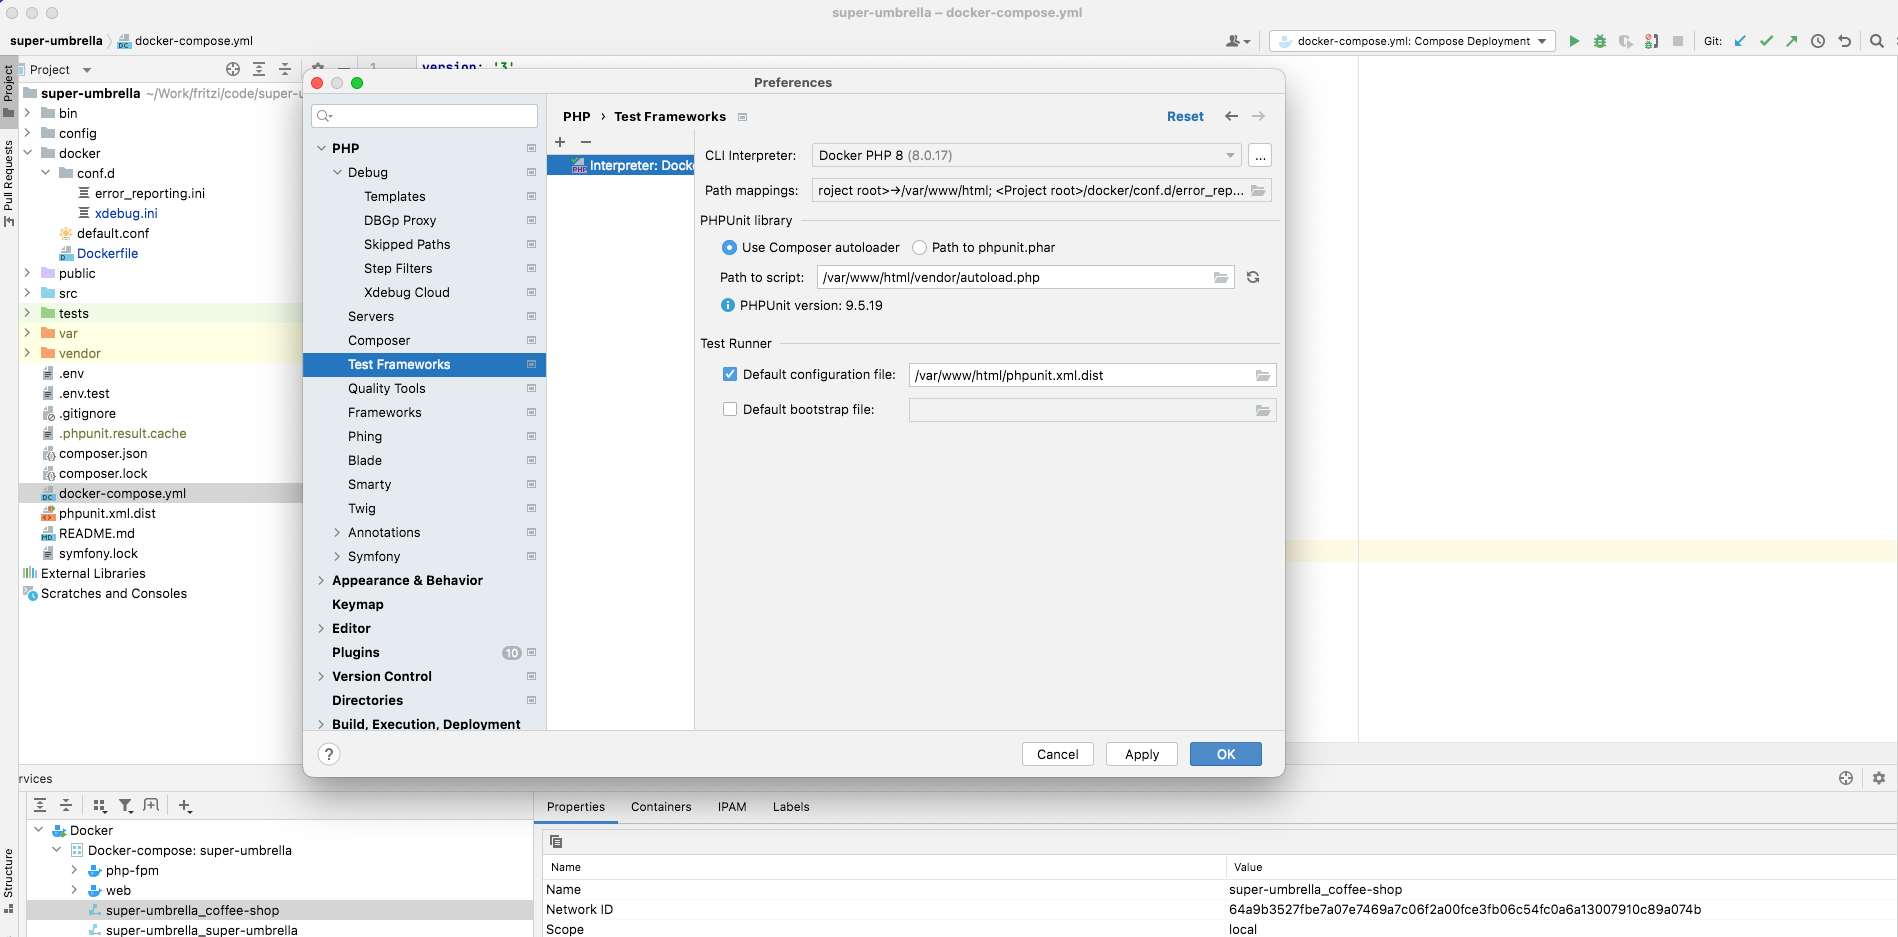 super-umbrella – docker-compose.yml
super-umbrella
docker-compose.yml
docker-compose.yml: Compose Deployment
Git:
Project
1
version: '3'
Project
Pull Requests
Structure
super-umbrella ~/Work/fritzi/code/super-u
bin
config
docker
conf.d
error_reporting.ini
xdebug.ini
default.conf
Dockerfile
public
src
tests
var
vendor
.env
.env.test
.gitignore
.phpunit.result.cache
composer.json
composer.lock
docker-compose.yml
phpunit.xml.dist
README.md
symfony.lock
External Libraries
Scratches and Consoles
Preferences
PHP
Debug
Templates
DBGp Proxy
Skipped Paths
Step Filters
Xdebug Cloud
Servers
Composer
Test Frameworks
Quality Tools
Frameworks
Phing
Blade
Smarty
Twig
Annotations
Symfony
Appearance & Behavior
Keymap
Editor
Plugins 10
Version Control
Directories
Build, Execution, Deployment
PHP › Test Frameworks
Reset
Interpreter: Docke
CLI Interpreter: Docker PHP 8 (8.0.17) ...
Path mappings: roject root>→/var/www/html; <Project root>/docker/conf.d/error_rep...
PHPUnit library
Use Composer autoloader Path to phpunit.phar
Path to script: /var/www/html/vendor/autoload.php
PHPUnit version: 9.5.19
Test Runner
Default configuration file: /var/www/html/phpunit.xml.dist
Default bootstrap file:
?
Cancel
Apply
OK
rvices
Docker
Docker-compose: super-umbrella
php-fpm
web
super-umbrella_coffee-shop
super-umbrella_super-umbrella
Properties Containers IPAM Labels
Name Value
Name super-umbrella_coffee-shop
Network ID 64a9b3527fbe7a07e7469a7c06f2a00fce3fb06c54fc0a6a13007910c89a074b
Scope local